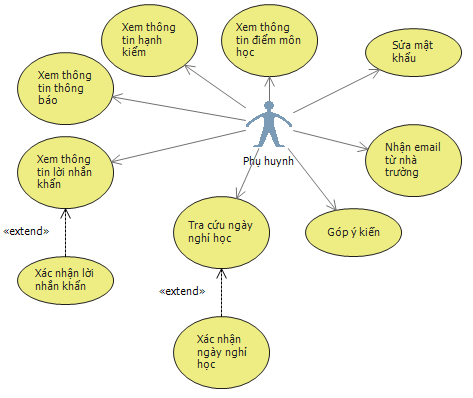 Xem thông
tin hạnh
kiểm
Xem thông
tin điểm môn
học
Sửa mật
khẩu
Xem thông
tin thông
báo
Xem thông
tin lời nhắn
khẩn
Phụ huynh
Nhận email
từ nhà
trường
«extend»
Tra cứu ngày
nghỉ học
Góp ý kiến
Xác nhận lời
nhắn khẩn
«extend»
Xác nhận
ngày nghỉ
học